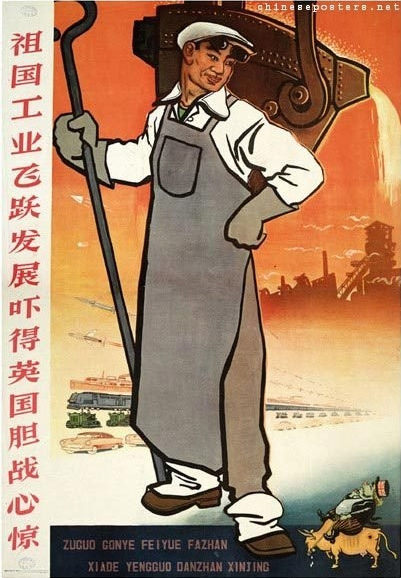 chineseposters.net
祖国工业飞跃发展吓得英国胆战心惊
ZUGUO GONYE FEIYUE FAZHAN
XIADE YENGGUO DANZHAN XINJING